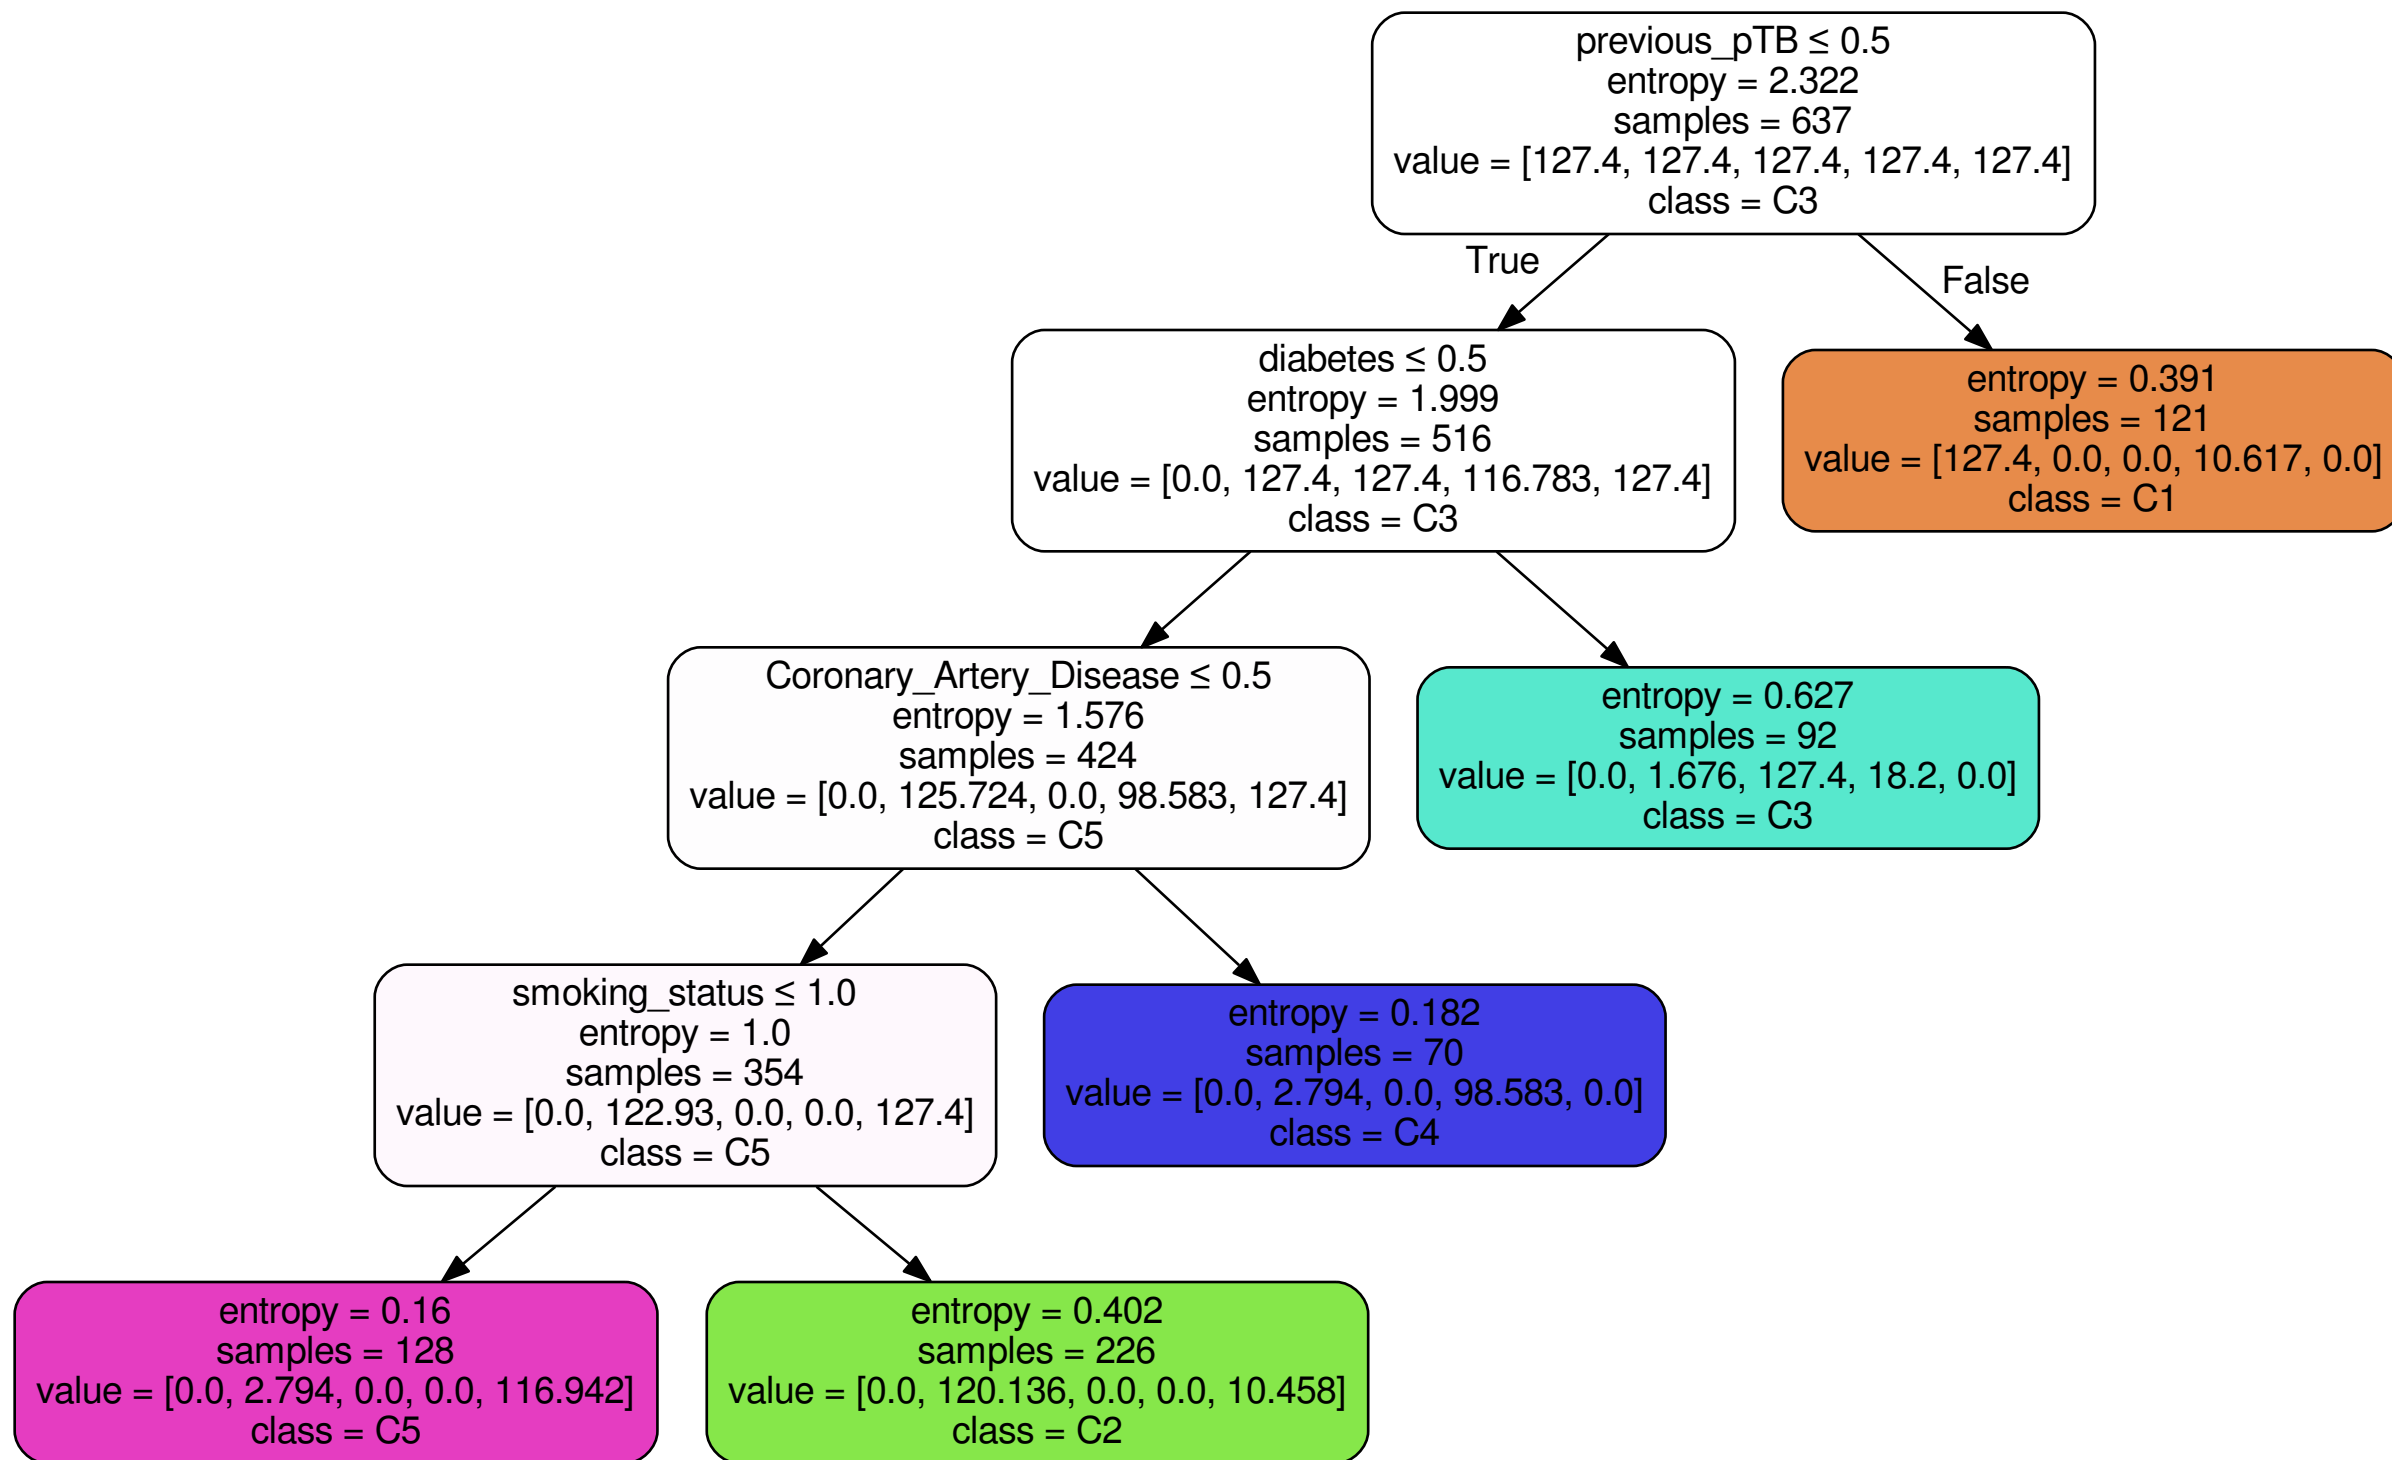 previous_pTB ≤ 0.5
entropy = 2.322
samples = 637
value = [127.4, 127.4, 127.4, 127.4, 127.4]
class = C3
True
False
diabetes ≤ 0.5
entropy = 1.999
samples = 516
value = [0.0, 127.4, 127.4, 116.783, 127.4]
class = C3
entropy = 0.391
samples = 121
value = [127.4, 0.0, 0.0, 10.617, 0.0]
class = C1
Coronary_Artery_Disease ≤ 0.5
entropy = 1.576
samples = 424
value = [0.0, 125.724, 0.0, 98.583, 127.4]
class = C5
entropy = 0.627
samples = 92
value = [0.0, 1.676, 127.4, 18.2, 0.0]
class = C3
smoking_status ≤ 1.0
entropy = 1.0
samples = 354
value = [0.0, 122.93, 0.0, 0.0, 127.4]
class = C5
entropy = 0.182
samples = 70
value = [0.0, 2.794, 0.0, 98.583, 0.0]
class = C4
entropy = 0.16
samples = 128
value = [0.0, 2.794, 0.0, 0.0, 116.942]
class = C5
entropy = 0.402
samples = 226
value = [0.0, 120.136, 0.0, 0.0, 10.458]
class = C2